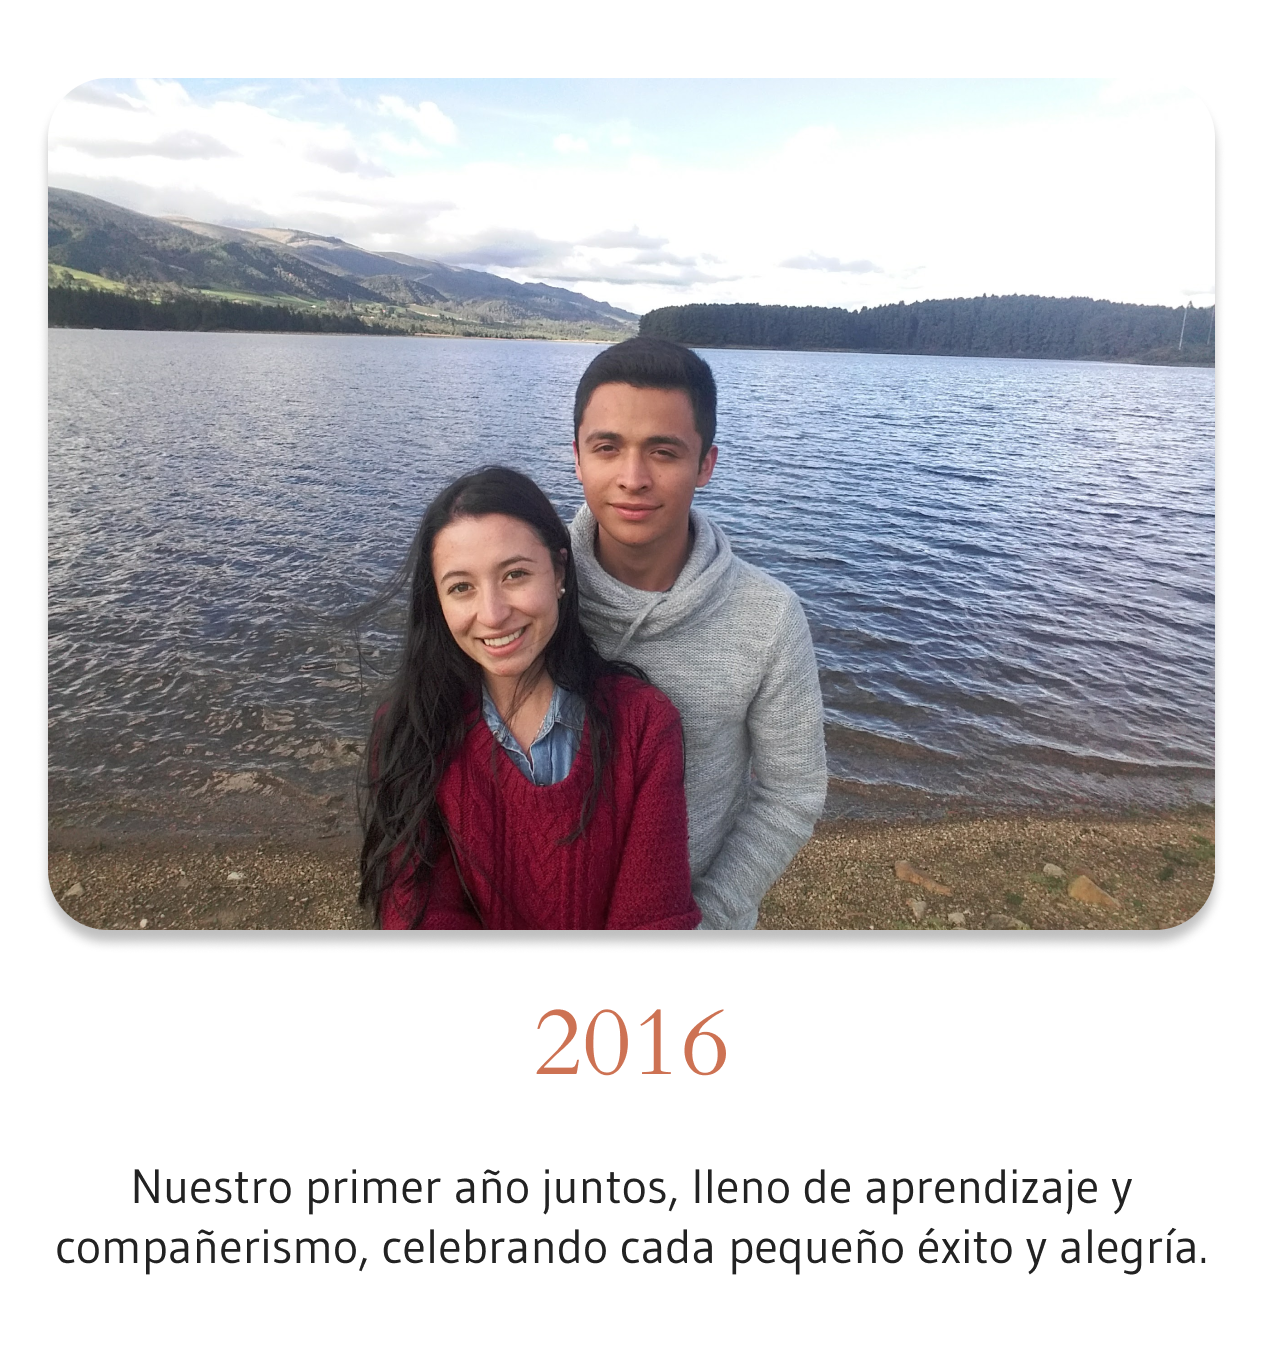 2016
Nuestro primer año juntos, lleno de aprendizaje y
compañerismo, celebrando cada pequeño éxito y alegría.